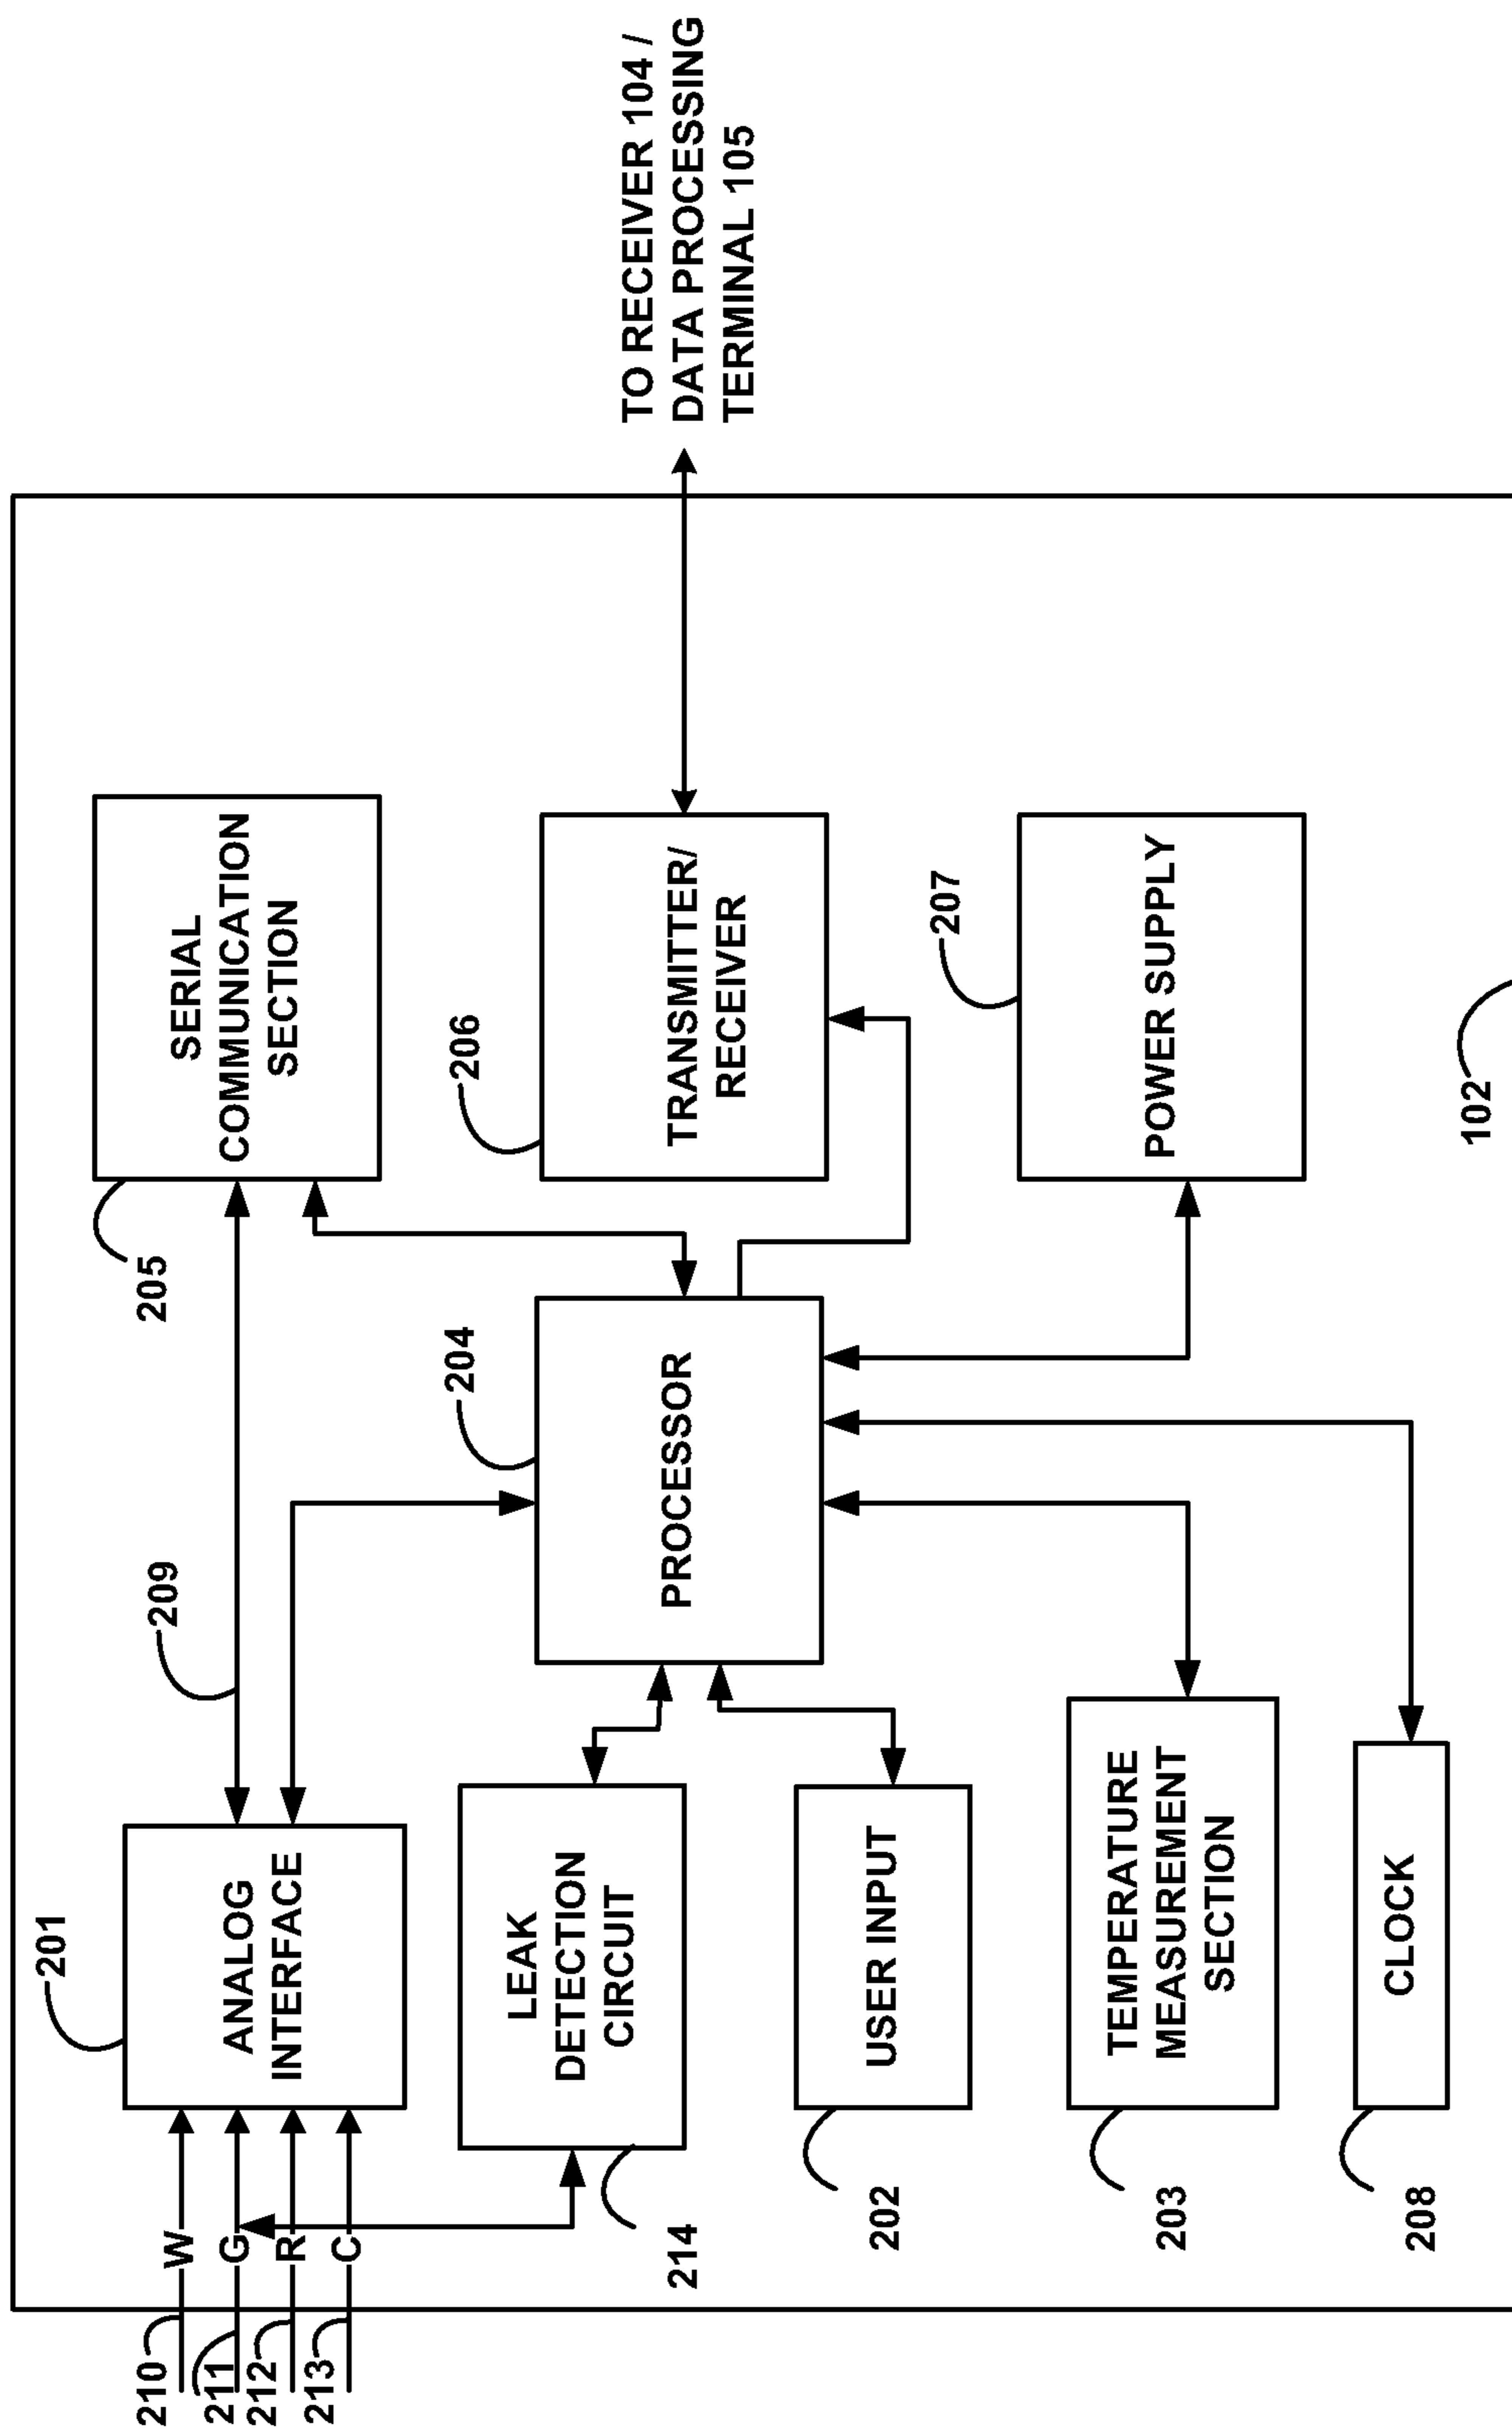 210
W
211
G
212
R
213
C
201
ANALOG
INTERFACE
209
205
SERIAL
COMMUNICATION
SECTION
214
LEAK
DETECTION
CIRCUIT
204
PROCESSOR
206
TRANSMITTER/
RECEIVER
TO RECEIVER 104 /
DATA PROCESSING
TERMINAL 105
202
USER INPUT
207
POWER SUPPLY
203
TEMPERATURE
MEASUREMENT
SECTION
208
CLOCK
102